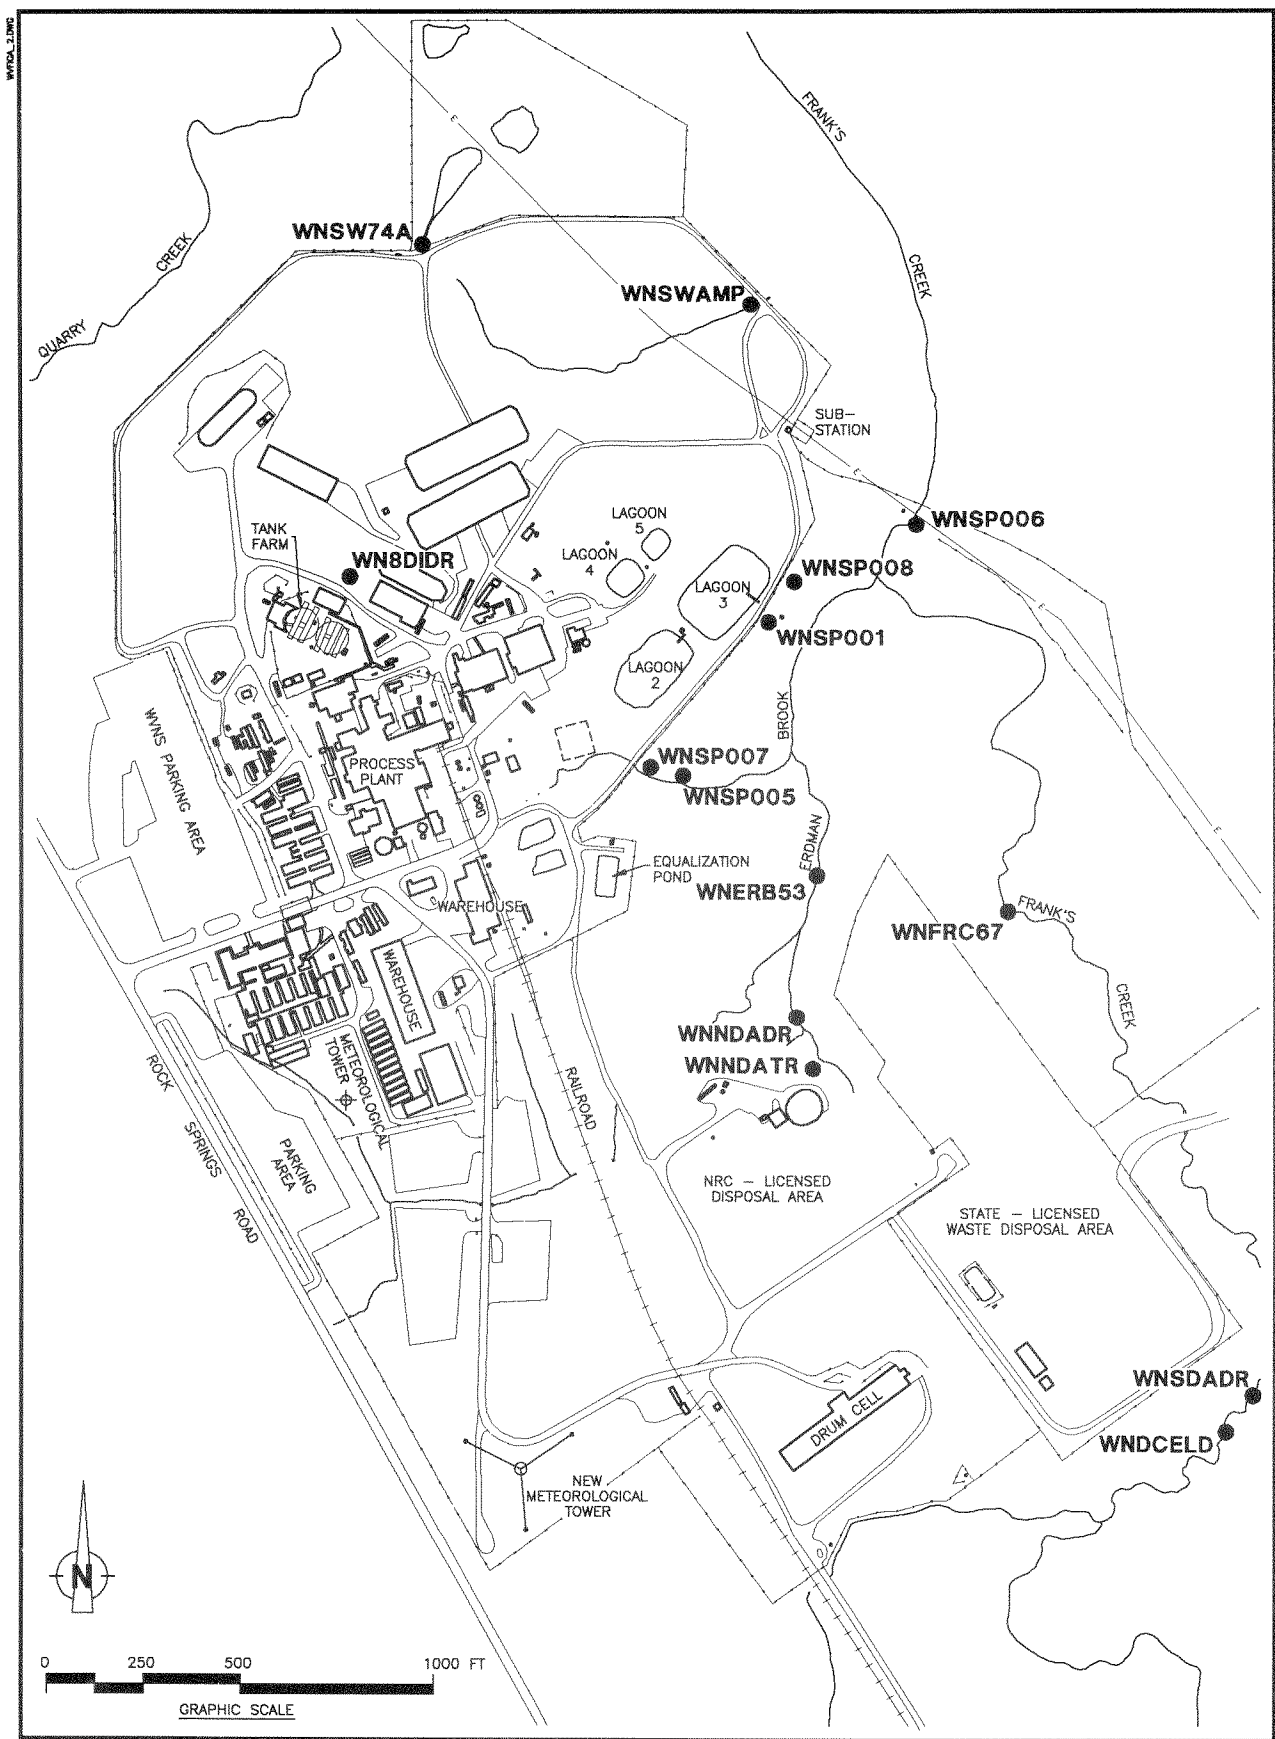 WVFIGA_2.DWG
FRANK'S
CREEK
WNSW74A
QUARRY
CREEK
WNSWAMP
E
SUB-
STATION
E
WNSP006
LAGOON
5
LAGOON
4
TANK
FARM
WN8DIDR
WNSP008
LAGOON
3
WNSP001
E
LAGOON
2
BROOK
WVNS PARKING AREA
PROCESS
PLANT
WNSP007
WNSP005
E
ERDMAN
EQUALIZATION
POND
WNERB53
WAREHOUSE
FRANK'S
WNFRC67
WAREHOUSE
CREEK
WNNDADR
WNNDATR
METEOROLOGICAL
TOWER
ROCK
SPRINGS
ROAD
RAILROAD
PARKING
AREA
NRC - LICENSED
DISPOSAL AREA
STATE - LICENSED
WASTE DISPOSAL AREA
WNSDADR
DRUM CELL
WNDCELD
NEW
METEOROLOGICAL
TOWER
N
0 250 500 1000 FT
GRAPHIC SCALE